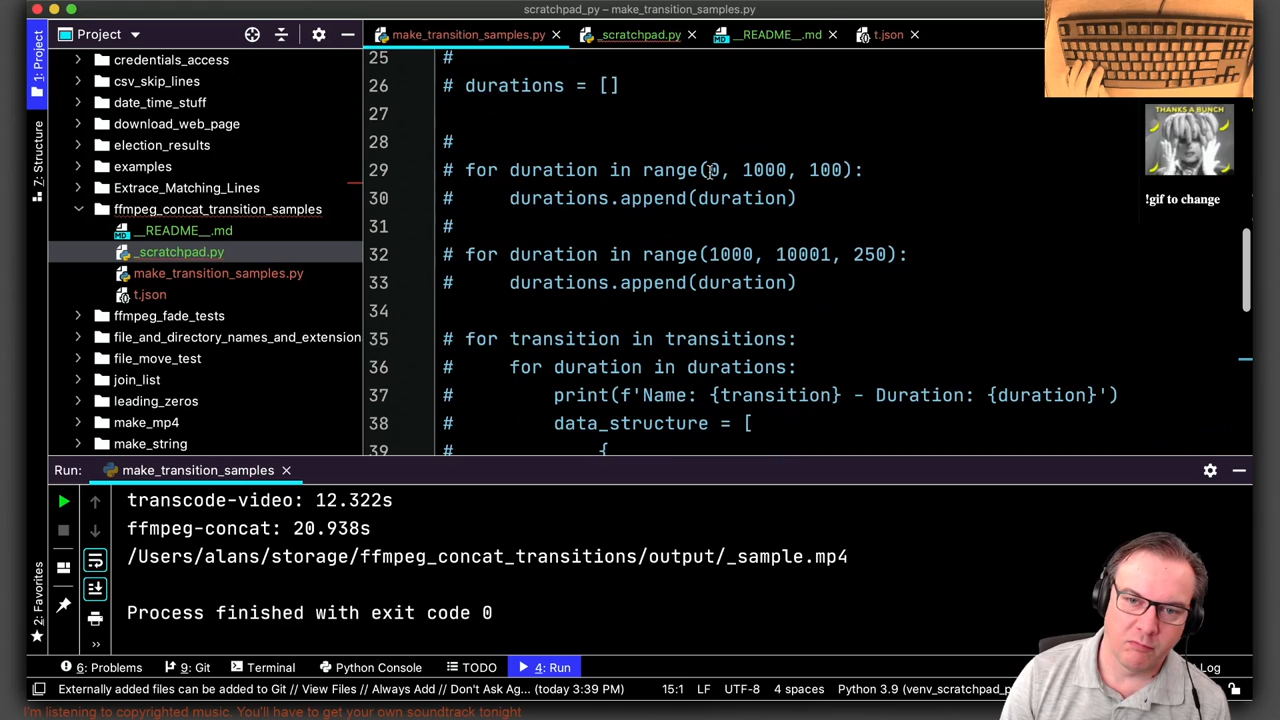 scratchpad_py – make_transition_samples.py
1: Project
Project
make_transition_samples.py
_scratchpad.py
__README__.md
t.json
credentials_access
csv_skip_lines
date_time_stuff
download_web_page
election_results
examples
Extrace_Matching_Lines
ffmpeg_concat_transition_samples
__README__.md
_scratchpad.py
make_transition_samples.py
t.json
ffmpeg_fade_tests
file_and_directory_names_and_extension
file_move_test
join_list
leading_zeros
make_mp4
make_string
7: Structure
2: Favorites
25 #
26 # durations = []
27
28 #
29 # for duration in range(0, 1000, 100):
30 #     durations.append(duration)
31 #
32 # for duration in range(1000, 10001, 250):
33 #     durations.append(duration)
34
35 # for transition in transitions:
36 #     for duration in durations:
37 #         print(f'Name: {transition} - Duration: {duration}')
38 #         data_structure = [
39 #             {
THANKS A BUNCH
!gif to change
Run: make_transition_samples
transcode-video: 12.322s
ffmpeg-concat: 20.938s
/Users/alans/storage/ffmpeg_concat_transitions/output/_sample.mp4
Process finished with exit code 0
6: Problems
9: Git
Terminal
Python Console
TODO
4: Run
Log
Externally added files can be added to Git // View Files // Always Add // Don't Ask Ag... (today 3:39 PM)
15:1 LF UTF-8 4 spaces Python 3.9 (venv_scratchpad_p
I'm listening to copyrighted music. You'll have to get your own soundtrack tonight